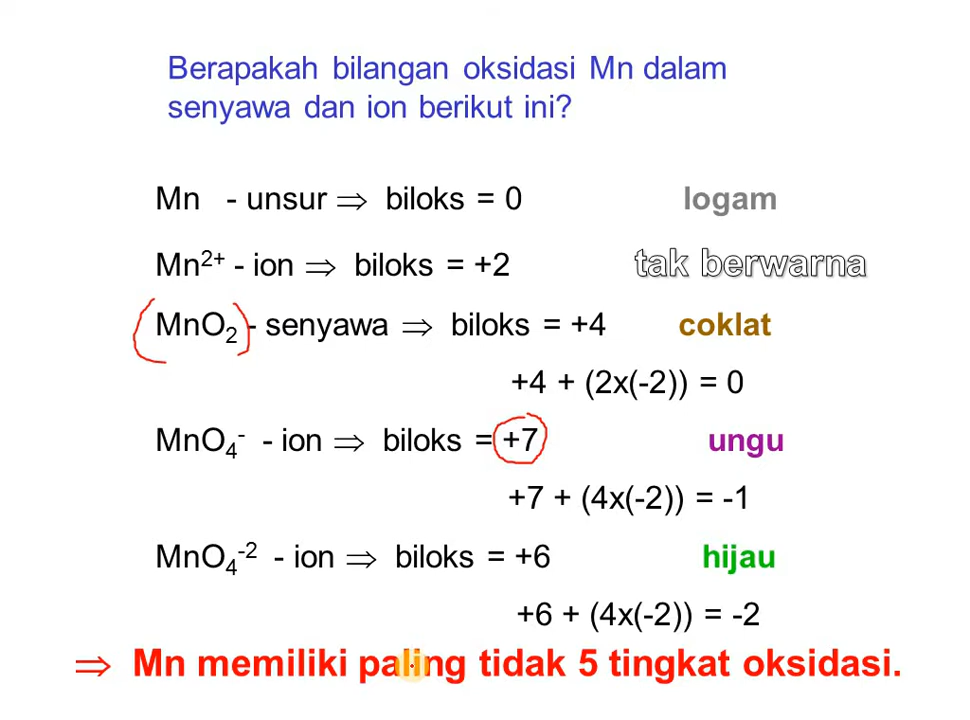 Berapakah bilangan oksidasi Mn dalam
senyawa dan ion berikut ini?
Mn - unsur ⇒ biloks = 0 logam
Mn²⁺ - ion ⇒ biloks = +2 tak berwarna
MnO₂ - senyawa ⇒ biloks = +4 coklat
+4 + (2x(-2)) = 0
MnO₄⁻ - ion ⇒ biloks = +7 ungu
+7 + (4x(-2)) = -1
MnO₄⁻² - ion ⇒ biloks = +6 hijau
+6 + (4x(-2)) = -2
⇒ Mn memiliki paling tidak 5 tingkat oksidasi.